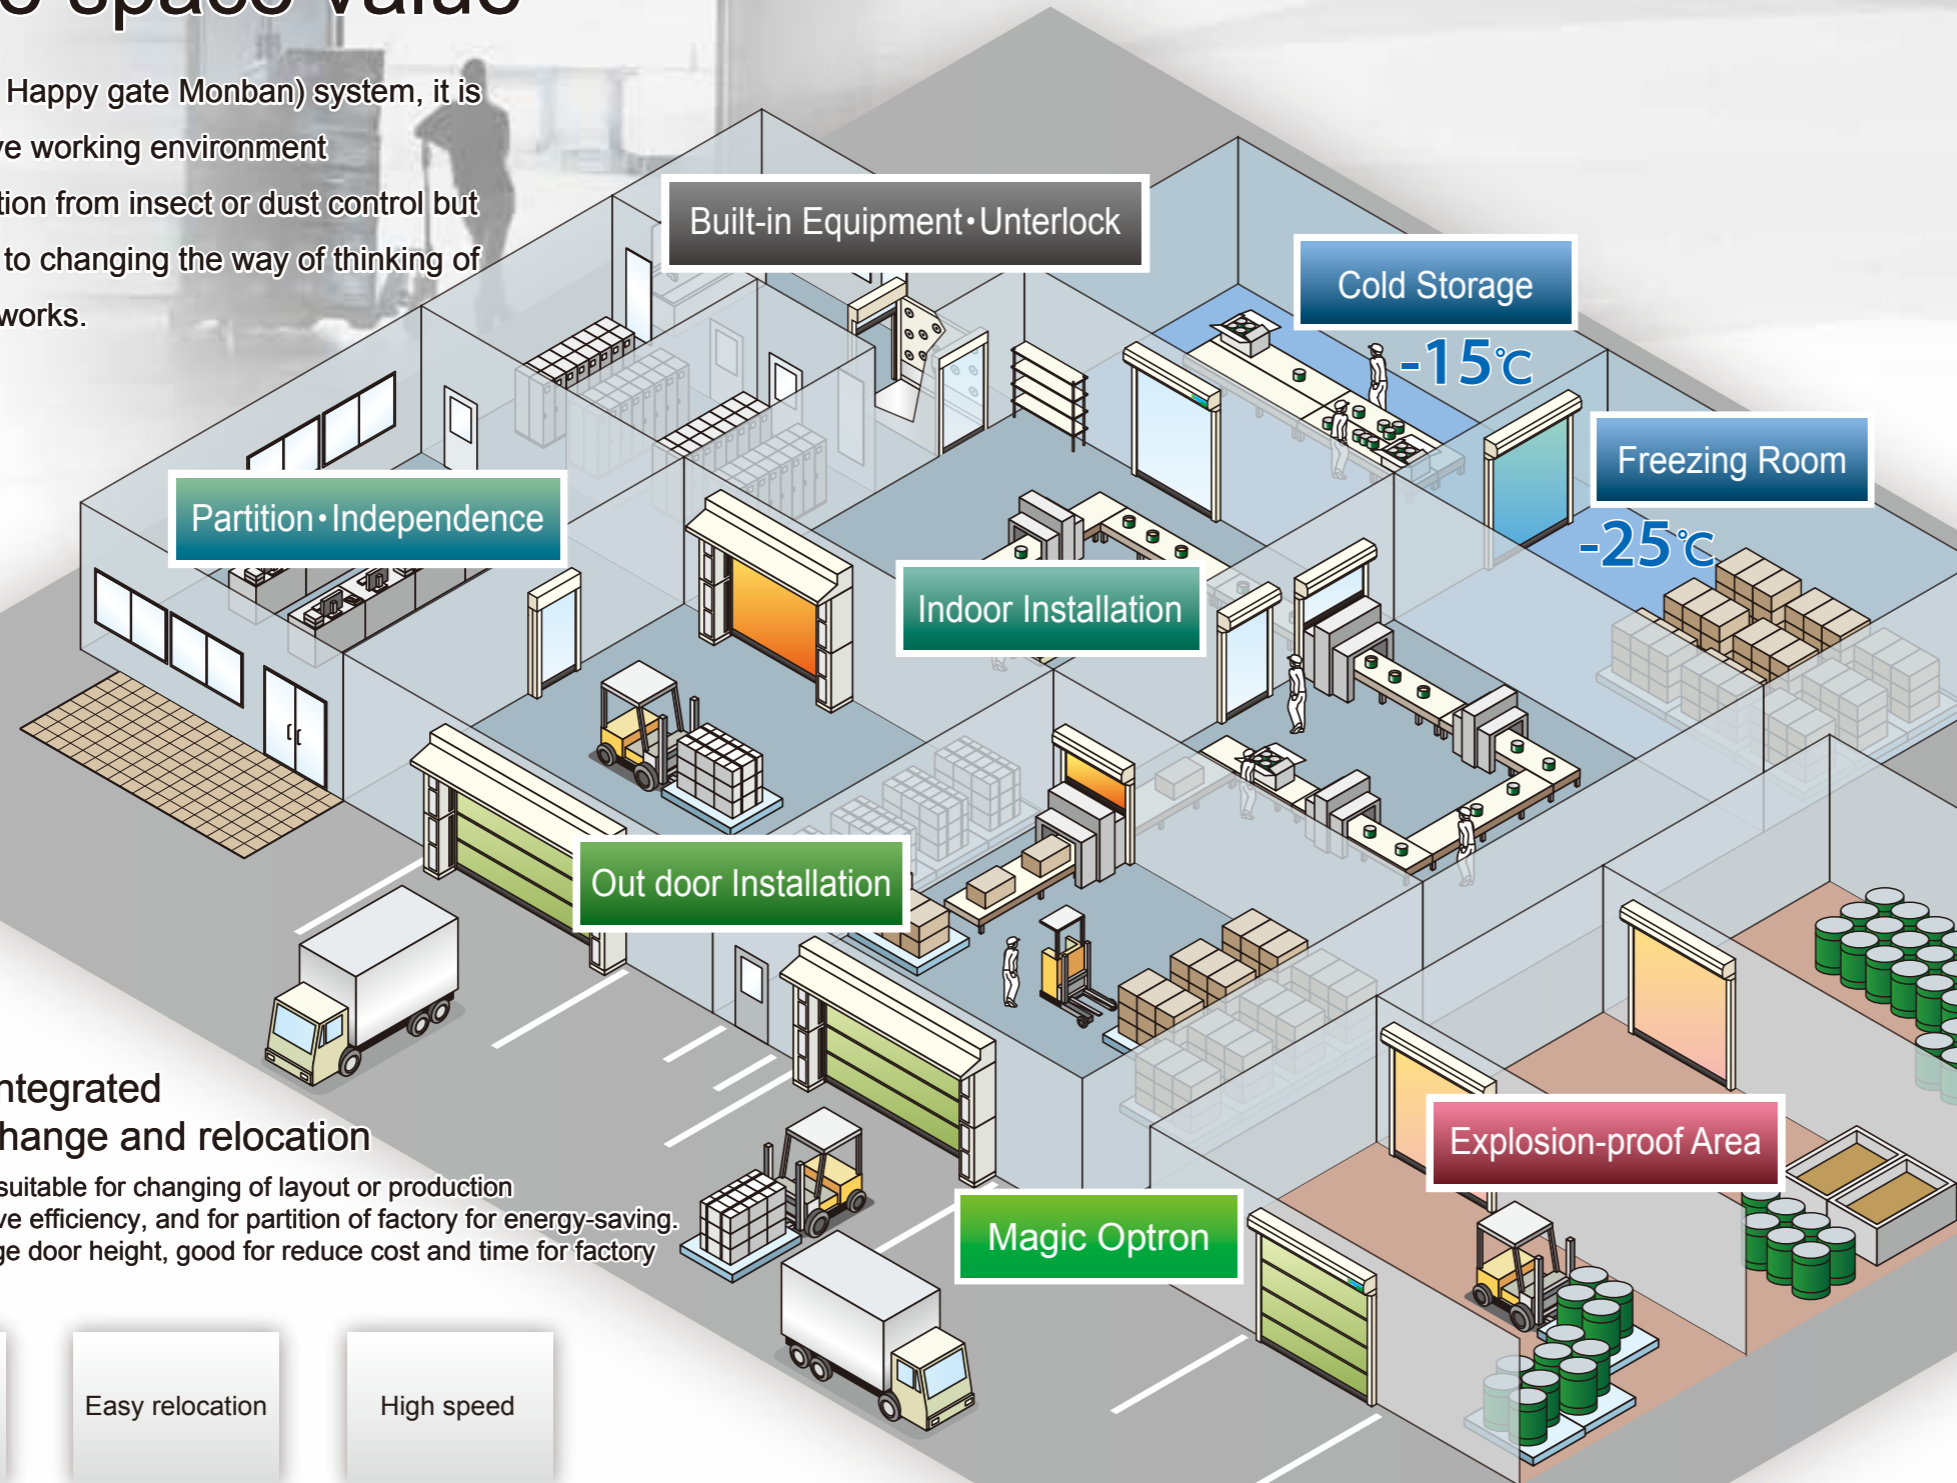 space value
Happy gate Monban) system, it is
working environment
from insect or dust control but
to changing the way of thinking of
works.
Built-in Equipment・Unterlock
Cold Storage
-15℃
Freezing Room
-25℃
Partition・Independence
Indoor Installation
Out door Installation
Explosion-proof Area
Magic Optron
ntegrated
hange and relocation
suitable for changing of layout or production
ve efficiency, and for partition of factory for energy-saving.
ge door height, good for reduce cost and time for factory
Easy relocation
High speed